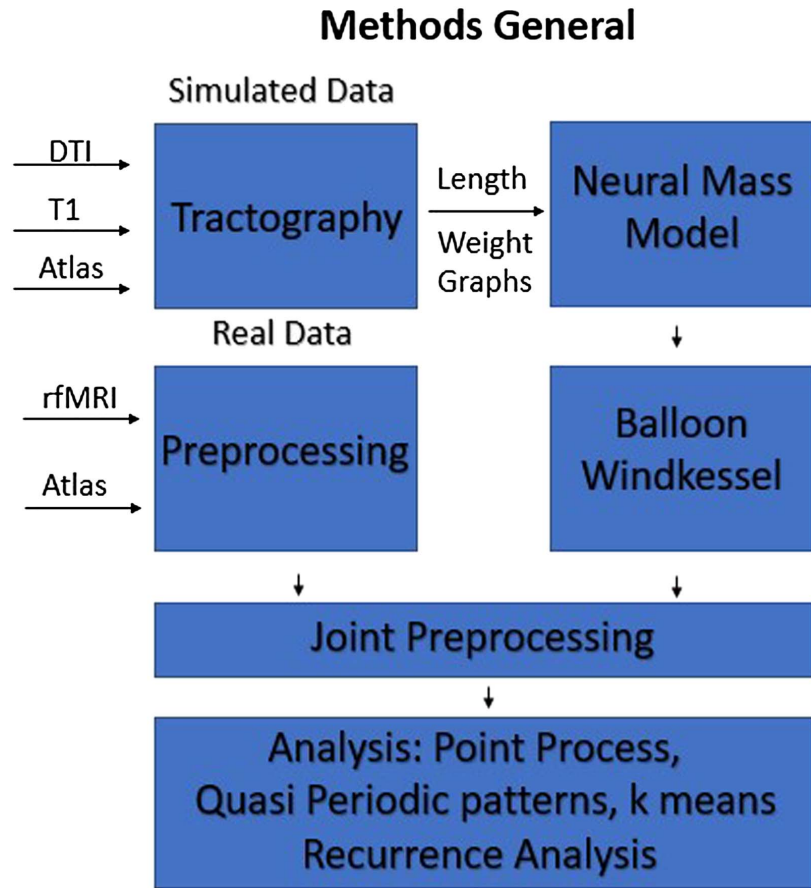 Methods General
Simulated Data
DTI
T1
Atlas
Tractography
Length
Weight
Graphs
Neural Mass
Model
Real Data
rfMRI
Atlas
Preprocessing
Balloon
Windkessel
Joint Preprocessing
Analysis: Point Process,
Quasi Periodic patterns, k means
Recurrence Analysis